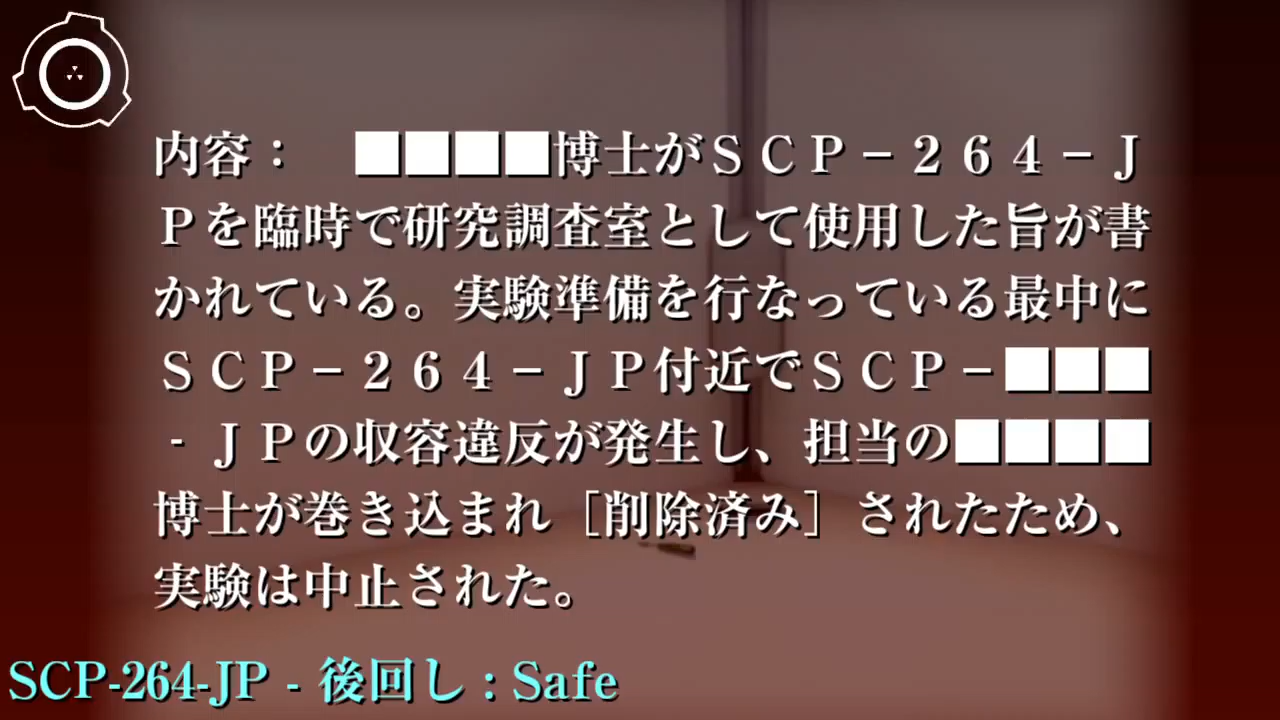 内容：　■■■■博士がＳＣＰ－２６４－Ｊ
Ｐを臨時で研究調査室として使用した旨が書
かれている。実験準備を行なっている最中に
ＳＣＰ－２６４－ＪＰ付近でＳＣＰ－■■■
‐ＪＰの収容違反が発生し、担当の■■■■
博士が巻き込まれ［削除済み］されたため、
実験は中止された。
SCP-264-JP - 後回し : Safe